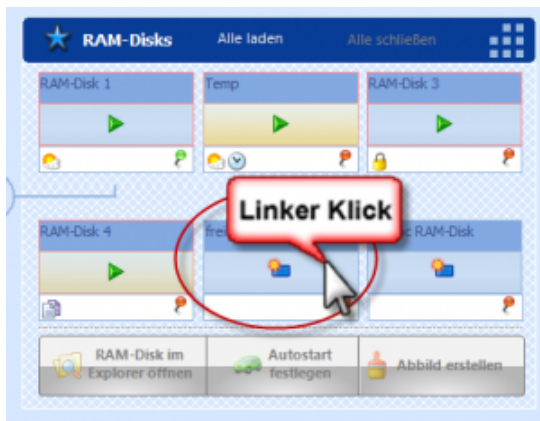 RAM-Disks Alle laden Alle schließen
RAM-Disk 1 Temp RAM-Disk 3
Linker Klick
RAM-Disk 4 RAM-Disk
RAM-Disk im Explorer öffnen
Autostart festlegen
Abbild erstellen